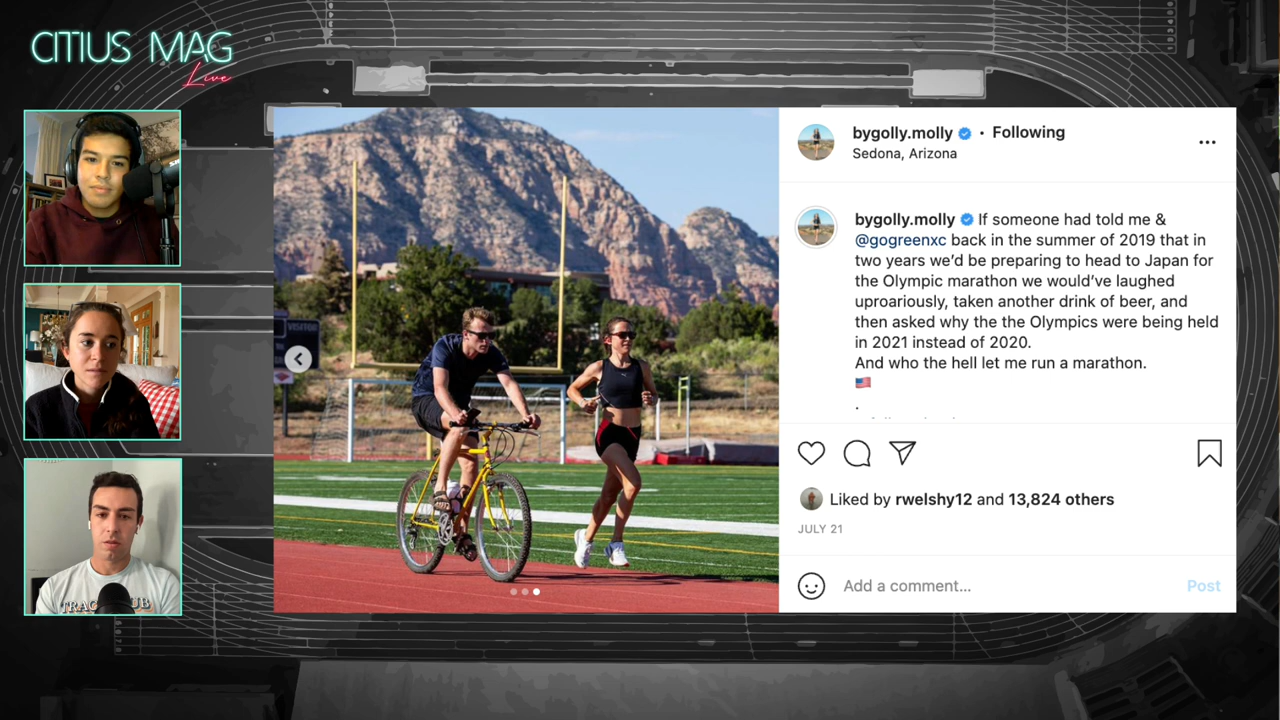 CITIUS MAG
Live
VISITOR
bygolly.molly • Following
Sedona, Arizona
bygolly.molly If someone had told me &
@gogreenxc back in the summer of 2019 that in
two years we’d be preparing to head to Japan for
the Olympic marathon we would’ve laughed
uproariously, taken another drink of beer, and
then asked why the the Olympics were being held
in 2021 instead of 2020.
And who the hell let me run a marathon.
.
Liked by rwelshy12 and 13,824 others
JULY 21
Add a comment... Post